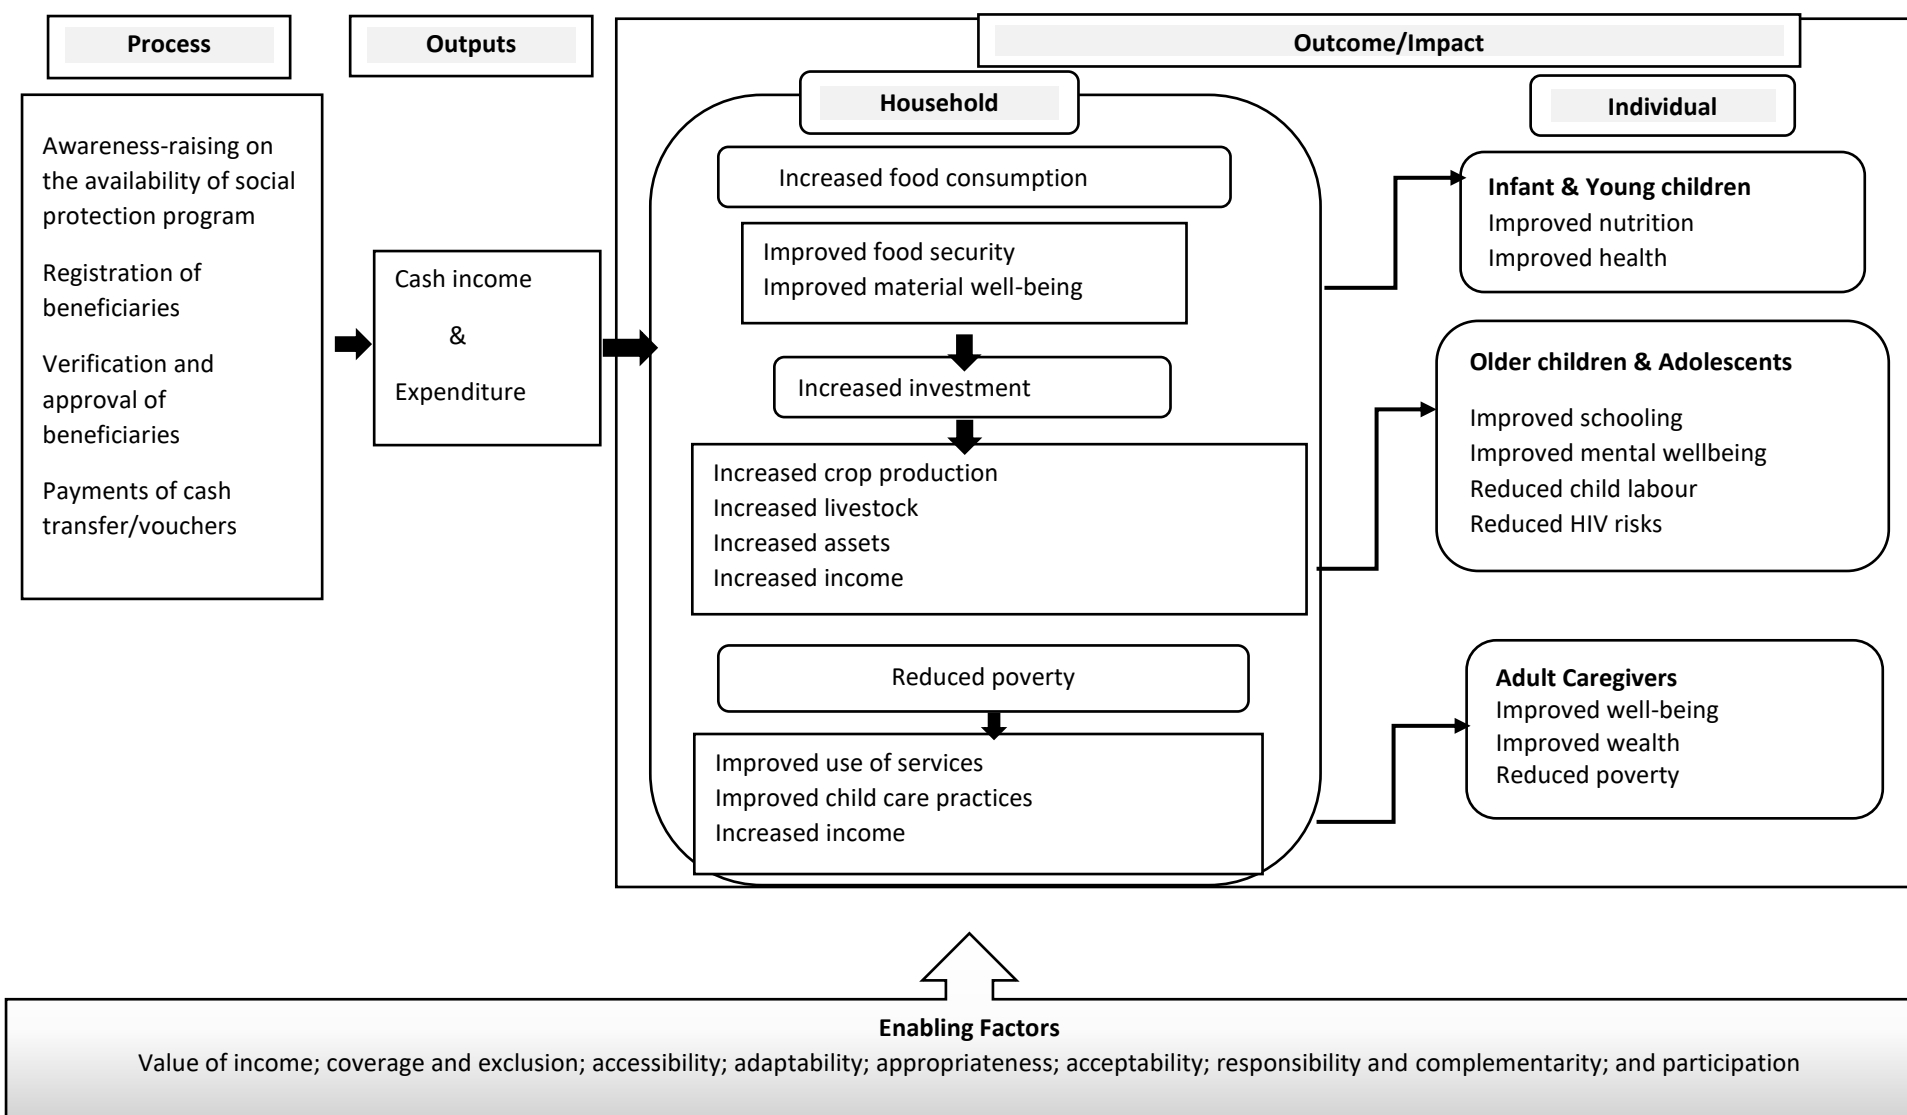 Process
Outputs
Outcome/Impact
Household
Individual
Awareness-raising on
the availability of social
protection program
Registration of
beneficiaries
Verification and
approval of
beneficiaries
Payments of cash
transfer/vouchers
Cash income
&
Expenditure
Increased food consumption
Improved food security
Improved material well-being
Increased investment
Increased crop production
Increased livestock
Increased assets
Increased income
Reduced poverty
Improved use of services
Improved child care practices
Increased income
Infant & Young children
Improved nutrition
Improved health
Older children & Adolescents
Improved schooling
Improved mental wellbeing
Reduced child labour
Reduced HIV risks
Adult Caregivers
Improved well-being
Improved wealth
Reduced poverty
Enabling Factors
Value of income; coverage and exclusion; accessibility; adaptability; appropriateness; acceptability; responsibility and complementarity; and participation